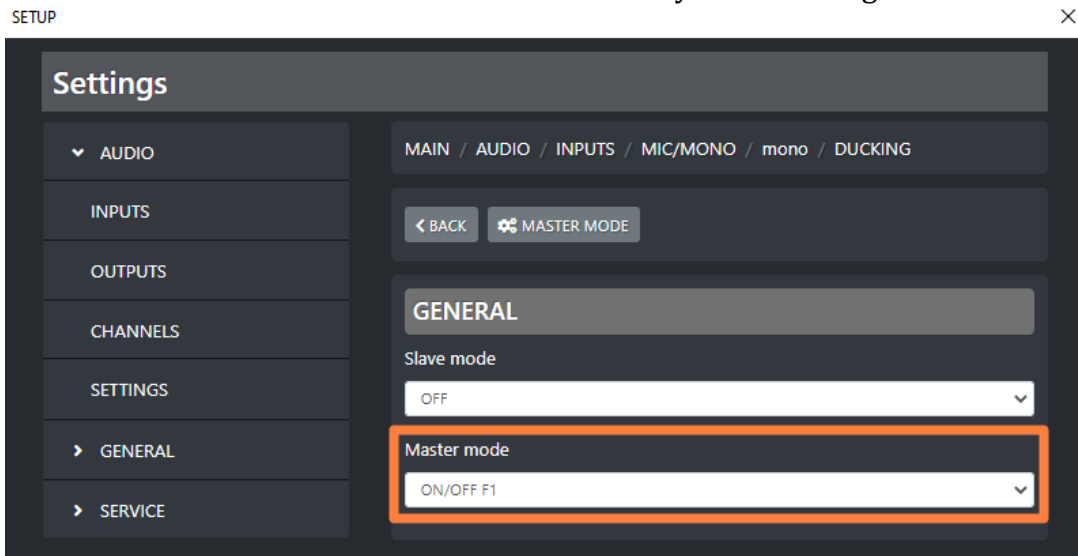 SETUP
Settings
AUDIO
INPUTS
OUTPUTS
CHANNELS
SETTINGS
GENERAL
SERVICE
MAIN / AUDIO / INPUTS / MIC/MONO / mono / DUCKING
BACK
MASTER MODE
GENERAL
Slave mode
OFF
Master mode
ON/OFF F1